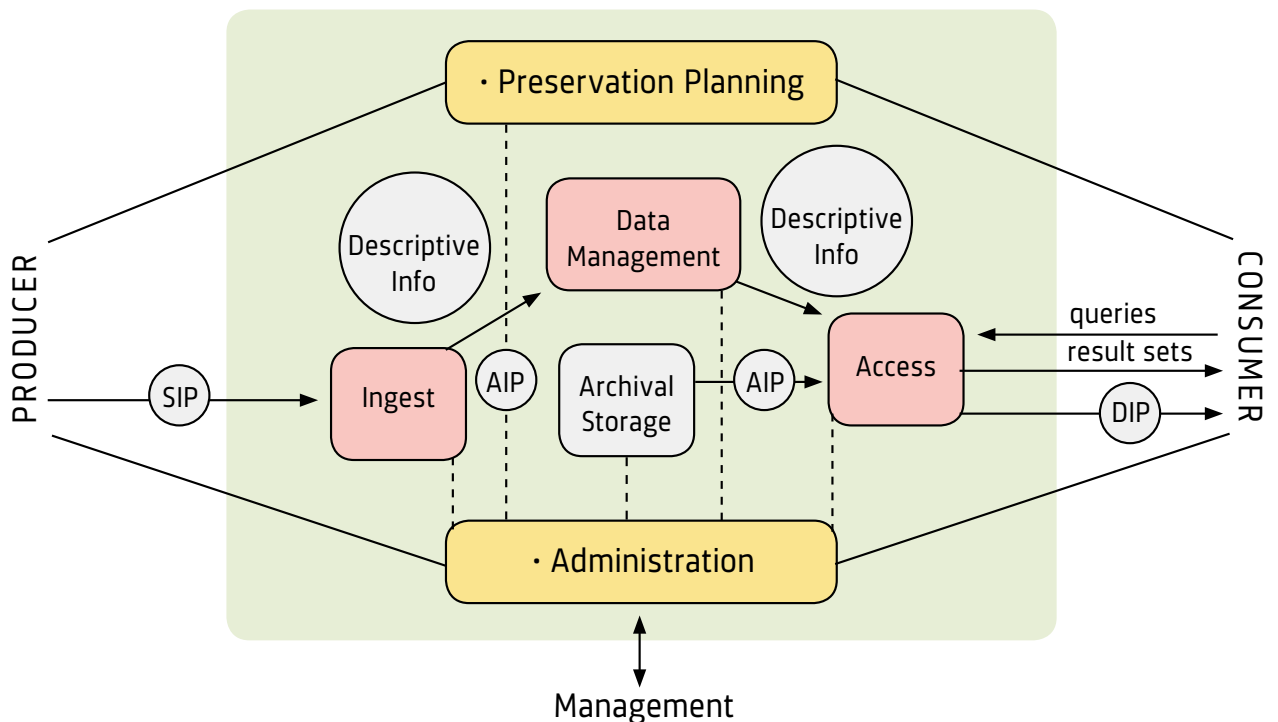 · Preservation Planning
Descriptive
Info
Data
Management
Descriptive
Info
PRODUCER
CONSUMER
SIP
Ingest
AIP
Archival
Storage
AIP
Access
queries
result sets
DIP
· Administration
Management